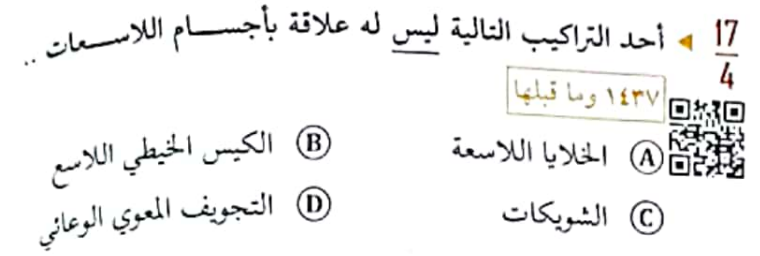 17/4 ◄ أحد التراكيب التالية ليس له علاقة بأجسام اللاسعات ..
١٤٣٧ وما قبلها
A الخلايا اللاسعة B الكيس الخيطي اللاسع
C الشويكات D التجويف المعوي الوعائي